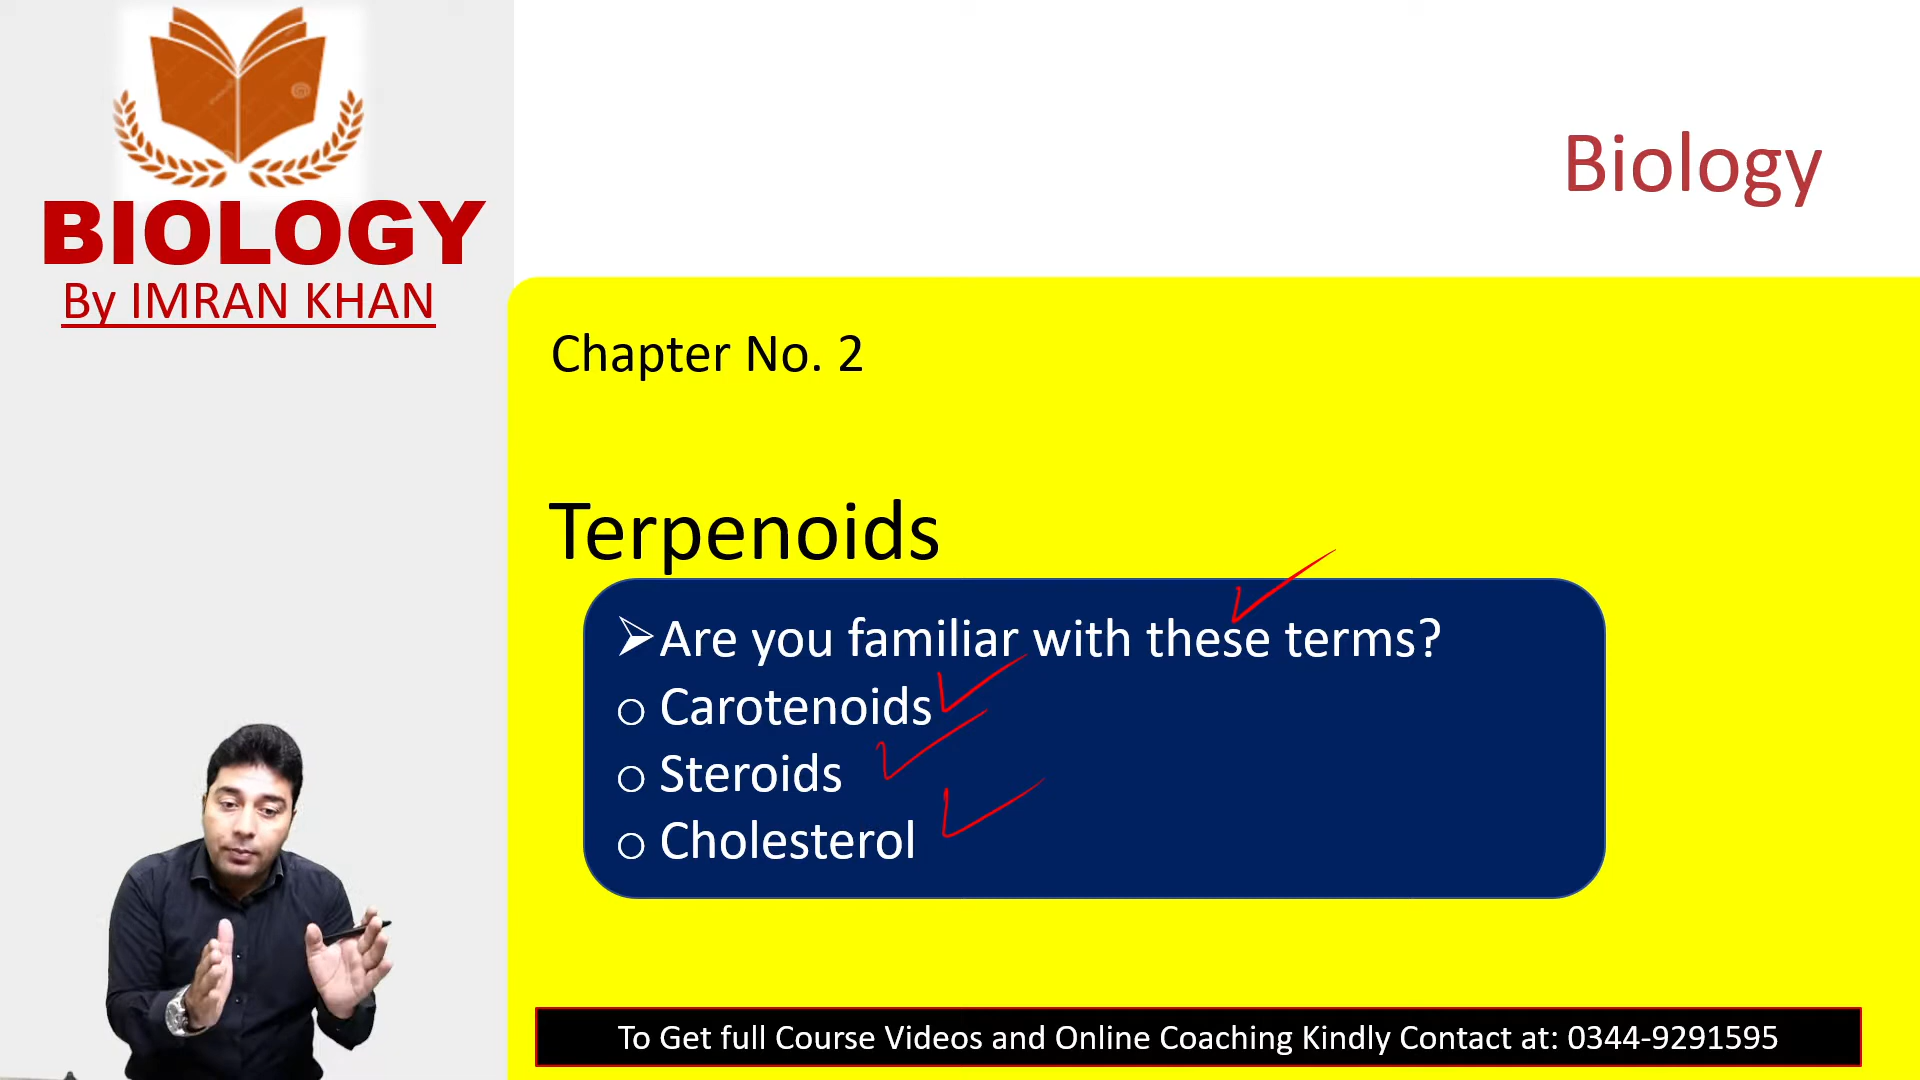 BIOLOGY
By IMRAN KHAN
Biology
Chapter No. 2
Terpenoids
➢Are you familiar with these terms?
o Carotenoids
o Steroids
o Cholesterol
To Get full Course Videos and Online Coaching Kindly Contact at: 0344-9291595